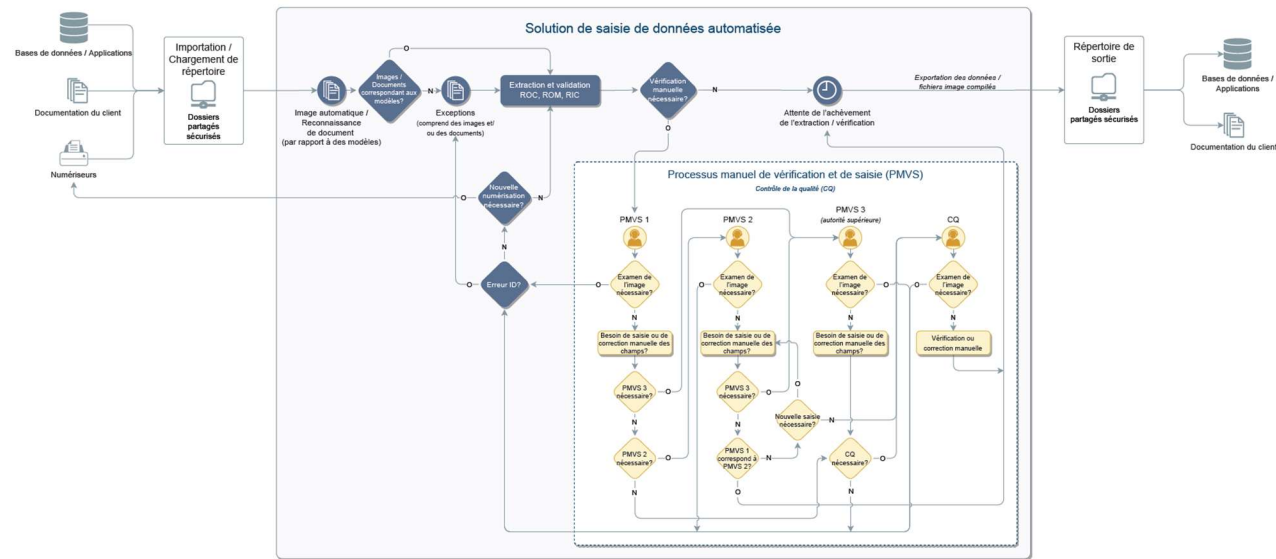 Solution de saisie de données automatisée
Bases de données / Applications
Documentation du client
Numériseurs
Importation /
Chargement de
répertoire
Dossiers
partagés
sécurisés
Image automatique /
Reconnaissance
de document
(par rapport à des modèles)
O
Images /
Documents
correspondant aux
modèles?
N
Exceptions
(comprend des images et/
ou des documents)
Extraction et validation
ROC, ROM, RIC
Vérification
manuelle
nécessaire?
N
O
Attente de l'achèvement
de l'extraction / vérification
Exportation des données /
fichiers image compilés
Répertoire de
sortie
Dossiers
partagés
sécurisés
Bases de données /
Applications
Documentation du client
O
Nouvelle
numérisation
nécessaire?
N
N
O
Erreur ID?
Processus manuel de vérification et de saisie (PMVS)
Contrôle de la qualité (CQ)
PMVS 1
O
Examen de
l'image
nécessaire?
N
Besoin de saisie ou de
correction manuelle des
champs?
PMVS 3
nécessaire?
O
N
PMVS 2
nécessaire?
O
N
PMVS 2
O
Examen de
l'image
nécessaire?
N
Besoin de saisie ou de
correction manuelle des
champs?
PMVS 3
nécessaire?
O
N
PMVS 1
correspond à
PMVS 2?
N
O
O
Nouvelle saisie
nécessaire?
N
PMVS 3
(autorité supérieure)
Examen de
l'image
nécessaire?
O
N
Besoin de saisie ou de
correction manuelle des
champs?
CQ
nécessaire?
O
N
CQ
O
Examen de
l'image
nécessaire?
N
Vérification ou
correction manuelle